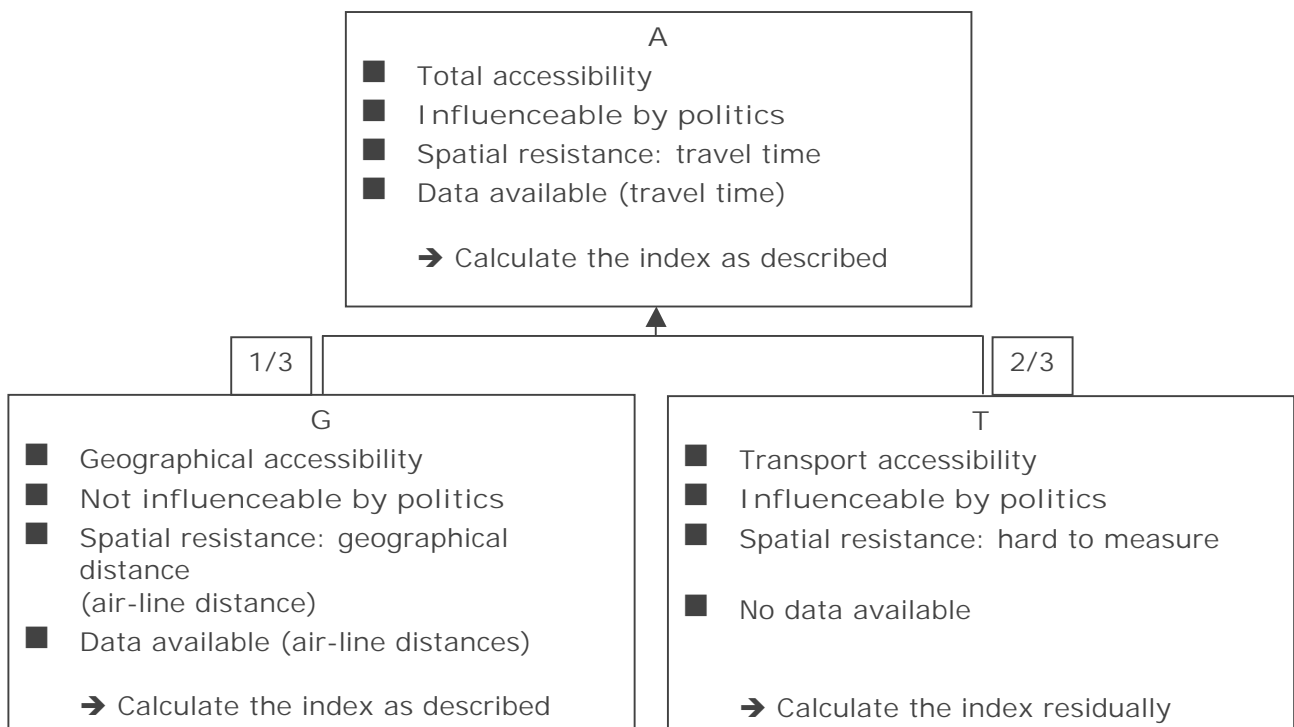 A
■ Total accessibility
■ Influenceable by politics
■ Spatial resistance: travel time
■ Data available (travel time)
➔ Calculate the index as described
1/3
2/3
G
■ Geographical accessibility
■ Not influenceable by politics
■ Spatial resistance: geographical
distance
(air-line distance)
■ Data available (air-line distances)
➔ Calculate the index as described
T
■ Transport accessibility
■ Influenceable by politics
■ Spatial resistance: hard to measure
■ No data available
➔ Calculate the index residually